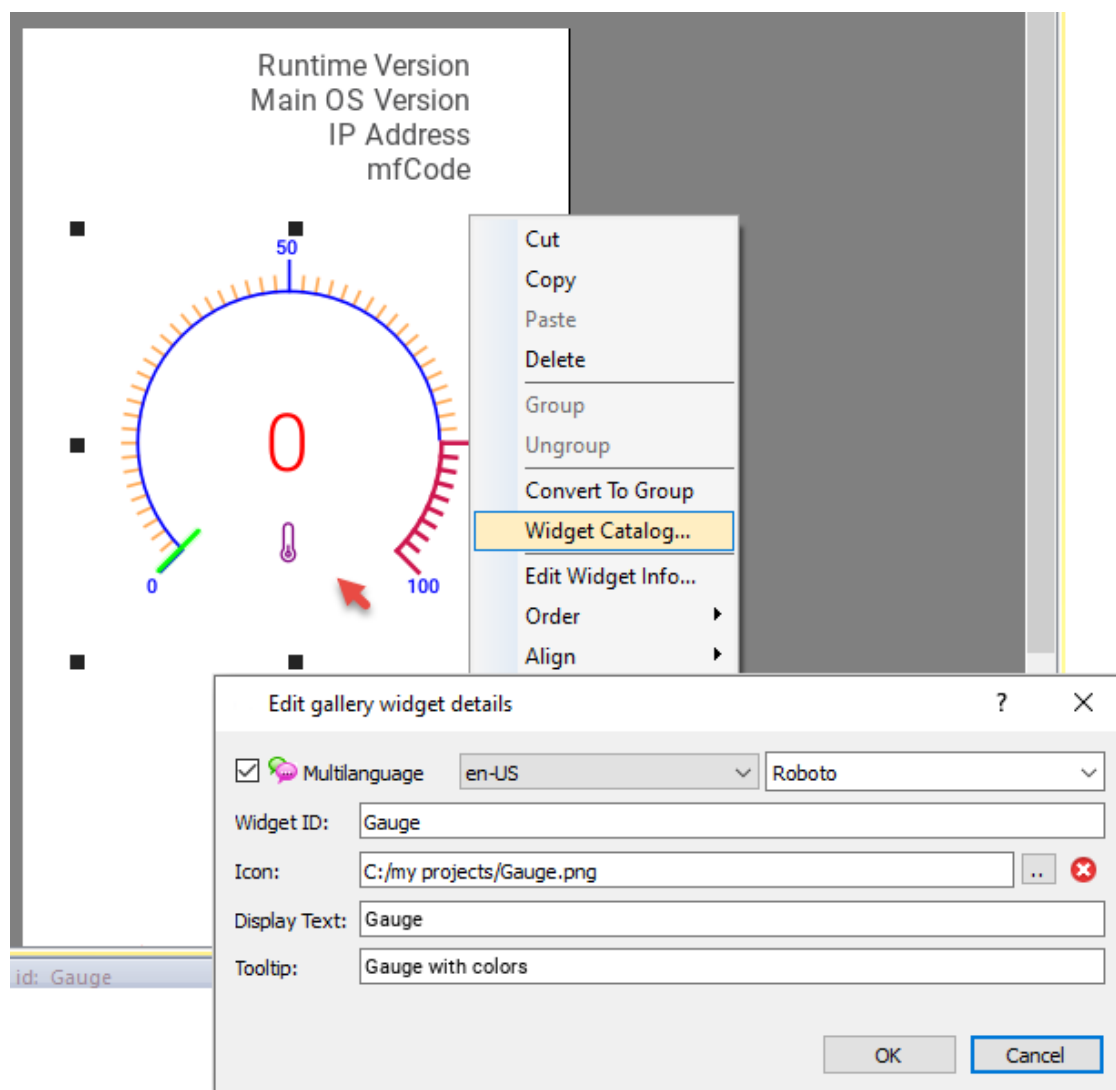 Runtime Version
Main OS Version
IP Address
mfCode
50
0
0
100
Cut
Copy
Paste
Delete
Group
Ungroup
Convert To Group
Widget Catalog...
Edit Widget Info...
Order
Align
Edit gallery widget details ?
Multilanguage en-US Roboto
Widget ID: Gauge
Icon: C:/my projects/Gauge.png ..
Display Text: Gauge
Tooltip: Gauge with colors
id: Gauge
OK Cancel